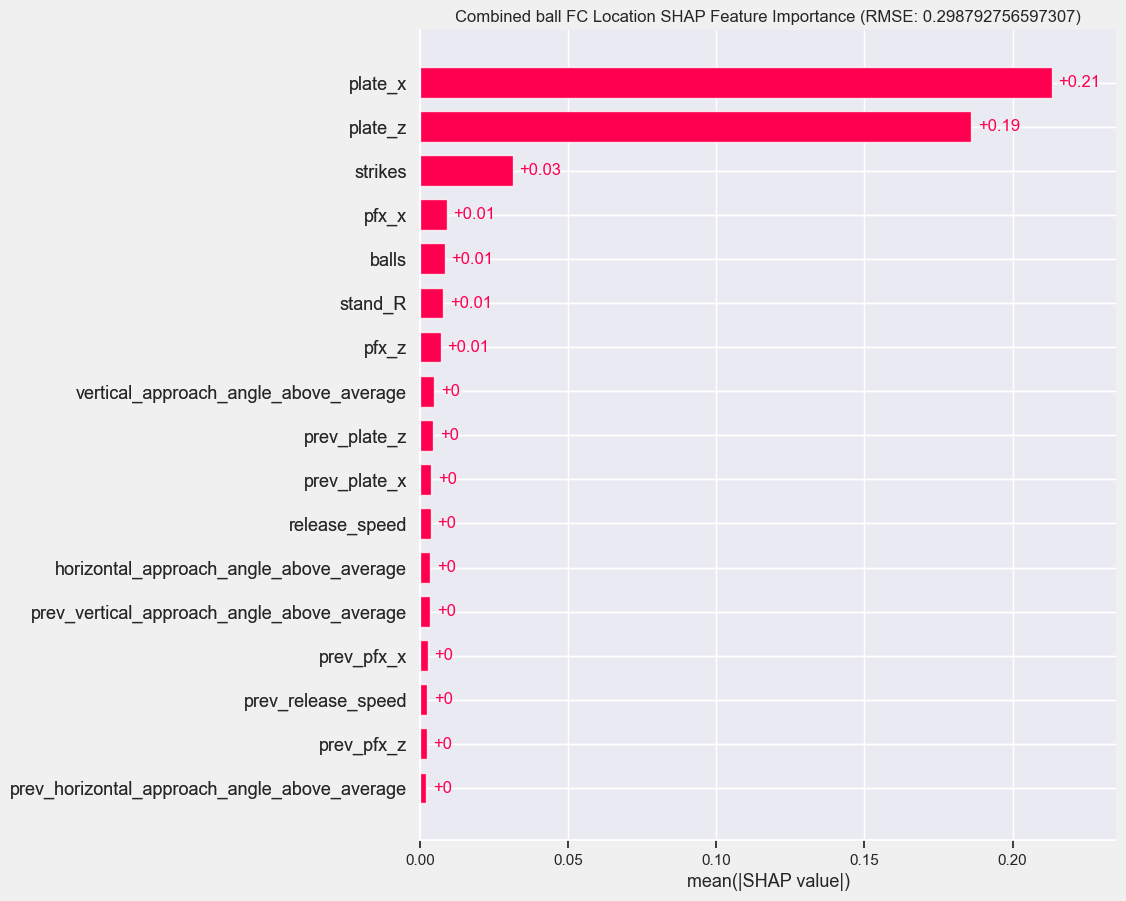 Combined ball FC Location SHAP Feature Importance (RMSE: 0.298792756597307)
plate_x +0.21
plate_z +0.19
strikes +0.03
pfx_x +0.01
balls +0.01
stand_R +0.01
pfx_z +0.01
vertical_approach_angle_above_average +0
prev_plate_z +0
prev_plate_x +0
release_speed +0
horizontal_approach_angle_above_average +0
prev_vertical_approach_angle_above_average +0
prev_pfx_x +0
prev_release_speed +0
prev_pfx_z +0
prev_horizontal_approach_angle_above_average +0
0.00 0.05 0.10 0.15 0.20
mean(|SHAP value|)